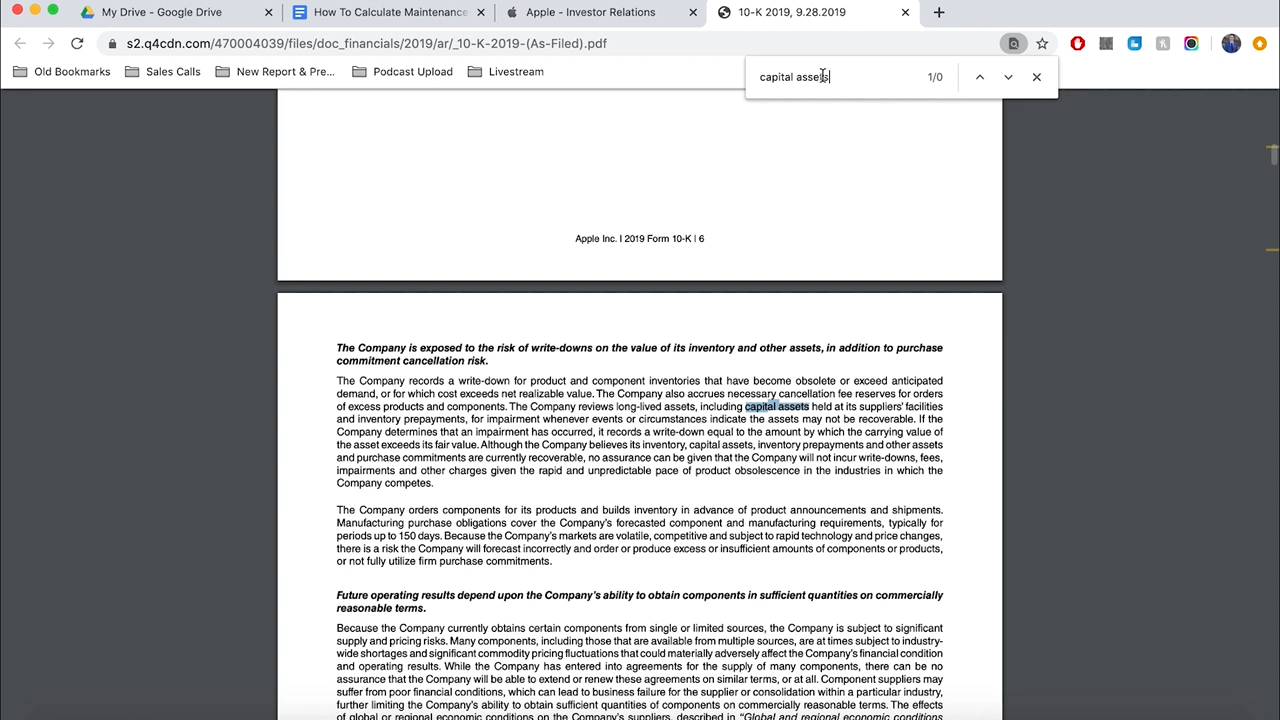 My Drive - Google Drive
How To Calculate Maintenance
Apple - Investor Relations
10-K 2019, 9.28.2019
s2.q4cdn.com/470004039/files/doc_financials/2019/ar/_10-K-2019-(As-Filed).pdf
Old Bookmarks
Sales Calls
New Report & Pre...
Podcast Upload
Livestream
capital assets
1/0
Apple Inc. | 2019 Form 10-K | 6
The Company is exposed to the risk of write-downs on the value of its inventory and other assets, in addition to purchase
commitment cancellation risk.
The Company records a write-down for product and component inventories that have become obsolete or exceed anticipated
demand, or for which cost exceeds net realizable value. The Company also accrues necessary cancellation fee reserves for orders
of excess products and components. The Company reviews long-lived assets, including capital assets held at its suppliers' facilities
and inventory prepayments, for impairment whenever events or circumstances indicate the assets may not be recoverable. If the
Company determines that an impairment has occurred, it records a write-down equal to the amount by which the carrying value of
the asset exceeds its fair value. Although the Company believes its inventory, capital assets, inventory prepayments and other assets
and purchase commitments are currently recoverable, no assurance can be given that the Company will not incur write-downs, fees,
impairments and other charges given the rapid and unpredictable pace of product obsolescence in the industries in which the
Company competes.
The Company orders components for its products and builds inventory in advance of product announcements and shipments.
Manufacturing purchase obligations cover the Company's forecasted component and manufacturing requirements, typically for
periods up to 150 days. Because the Company's markets are volatile, competitive and subject to rapid technology and price changes,
there is a risk the Company will forecast incorrectly and order or produce excess or insufficient amounts of components or products,
or not fully utilize firm purchase commitments.
Future operating results depend upon the Company's ability to obtain components in sufficient quantities on commercially
reasonable terms.
Because the Company currently obtains certain components from single or limited sources, the Company is subject to significant
supply and pricing risks. Many components, including those that are available from multiple sources, are at times subject to industry-
wide shortages and significant commodity pricing fluctuations that could materially adversely affect the Company's financial condition
and operating results. While the Company has entered into agreements for the supply of many components, there can be no
assurance that the Company will be able to extend or renew these agreements on similar terms, or at all. Component suppliers may
suffer from poor financial conditions, which can lead to business failure for the supplier or consolidation within a particular industry,
further limiting the Company's ability to obtain sufficient quantities of components on commercially reasonable terms. The effects
of global or regional economic conditions on the Company's suppliers, described in "Global and regional economic conditions